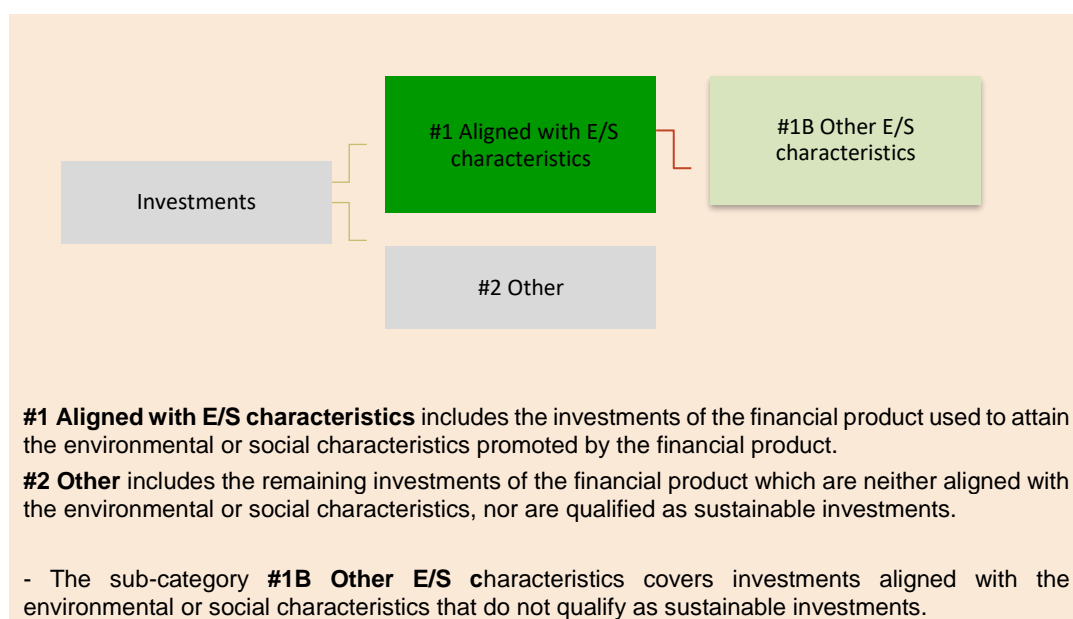 #1 Aligned with E/S
characteristics
#1B Other E/S
characteristics
Investments
#2 Other
#1 Aligned with E/S characteristics includes the investments of the financial product used to attain
the environmental or social characteristics promoted by the financial product.
#2 Other includes the remaining investments of the financial product which are neither aligned with
the environmental or social characteristics, nor are qualified as sustainable investments.
- The sub-category #1B Other E/S characteristics covers investments aligned with the
environmental or social characteristics that do not qualify as sustainable investments.